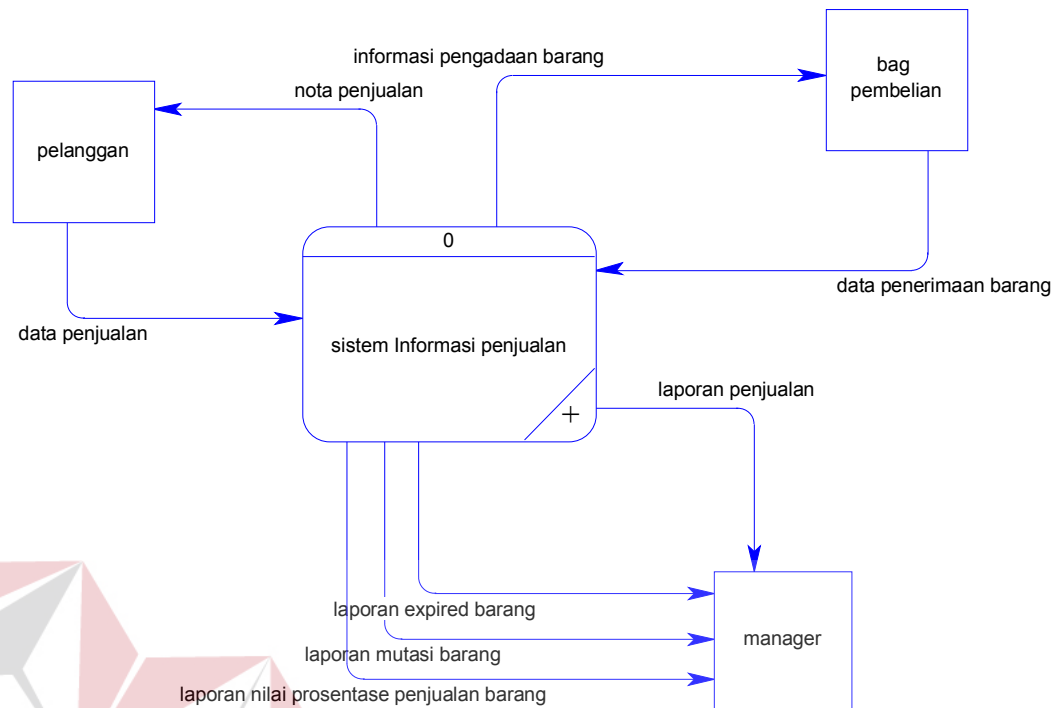 informasi pengadaan barang
bag
pembelian
nota penjualan
pelanggan
0
data penerimaan barang
data penjualan
sistem Informasi penjualan
laporan penjualan
+
laporan expired barang
manager
laporan mutasi barang
laporan nilai prosentase penjualan barang